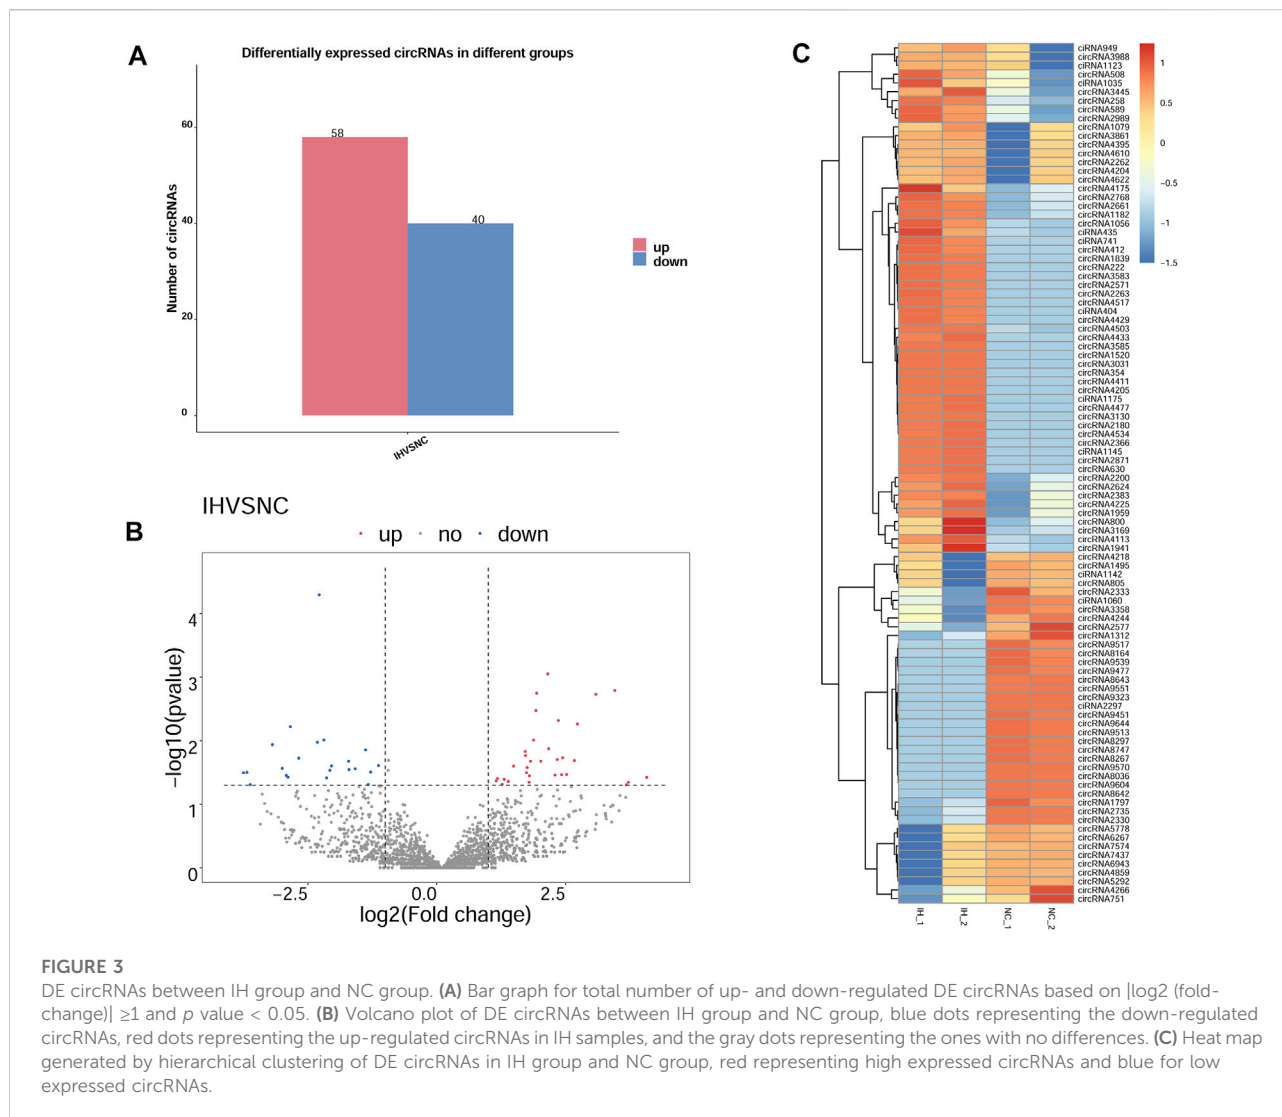 A
Differentially expressed circRNAs in different groups
Number of circRNAs
60
40
20
0
58
40
IHVSNC
up
down
B
IHVSNC
up no down
−log10(pvalue)
4
3
2
1
0
−2.5 0.0 2.5
log2(Fold change)
C
ciRNA949
circRNA3988
ciRNA1123
circRNA508
ciRNA1035
circRNA3445
circRNA258
circRNA589
circRNA2989
circRNA1079
circRNA3861
circRNA4395
circRNA4610
circRNA2262
circRNA4204
circRNA4622
circRNA4175
circRNA2768
circRNA2661
circRNA1182
circRNA1056
ciRNA435
ciRNA741
circRNA412
circRNA1839
circRNA222
circRNA3583
circRNA2571
circRNA2263
circRNA4517
ciRNA404
circRNA4429
circRNA4503
circRNA4433
circRNA3585
circRNA1520
circRNA3031
circRNA354
circRNA4411
circRNA4205
ciRNA1175
circRNA4477
circRNA3130
circRNA2180
circRNA4534
circRNA2366
ciRNA1145
circRNA2871
circRNA630
circRNA2200
circRNA2624
circRNA2383
circRNA4225
circRNA1959
circRNA800
circRNA3169
circRNA4113
circRNA1941
circRNA4218
circRNA1495
ciRNA1142
circRNA805
circRNA2333
ciRNA1060
circRNA3358
circRNA4244
circRNA2577
circRNA1312
circRNA9517
circRNA8164
circRNA9539
circRNA9477
circRNA8643
circRNA9551
circRNA9323
ciRNA2297
circRNA9451
circRNA9644
circRNA9513
circRNA8297
circRNA8747
circRNA8267
circRNA9570
circRNA8036
circRNA9604
circRNA8642
circRNA1797
circRNA2735
circRNA2330
circRNA5778
circRNA6267
circRNA7574
circRNA7437
circRNA6943
circRNA4859
circRNA5292
circRNA4266
circRNA751
IH_1 IH_2 NC_1 NC_2
1
0.5
0
−0.5
−1
−1.5
FIGURE 3
DE circRNAs between IH group and NC group. (A) Bar graph for total number of up- and down-regulated DE circRNAs based on |log2 (fold-
change)| ≥1 and p value < 0.05. (B) Volcano plot of DE circRNAs between IH group and NC group, blue dots representing the down-regulated
circRNAs, red dots representing the up-regulated circRNAs in IH samples, and the gray dots representing the ones with no differences. (C) Heat map
generated by hierarchical clustering of DE circRNAs in IH group and NC group, red representing high expressed circRNAs and blue for low
expressed circRNAs.